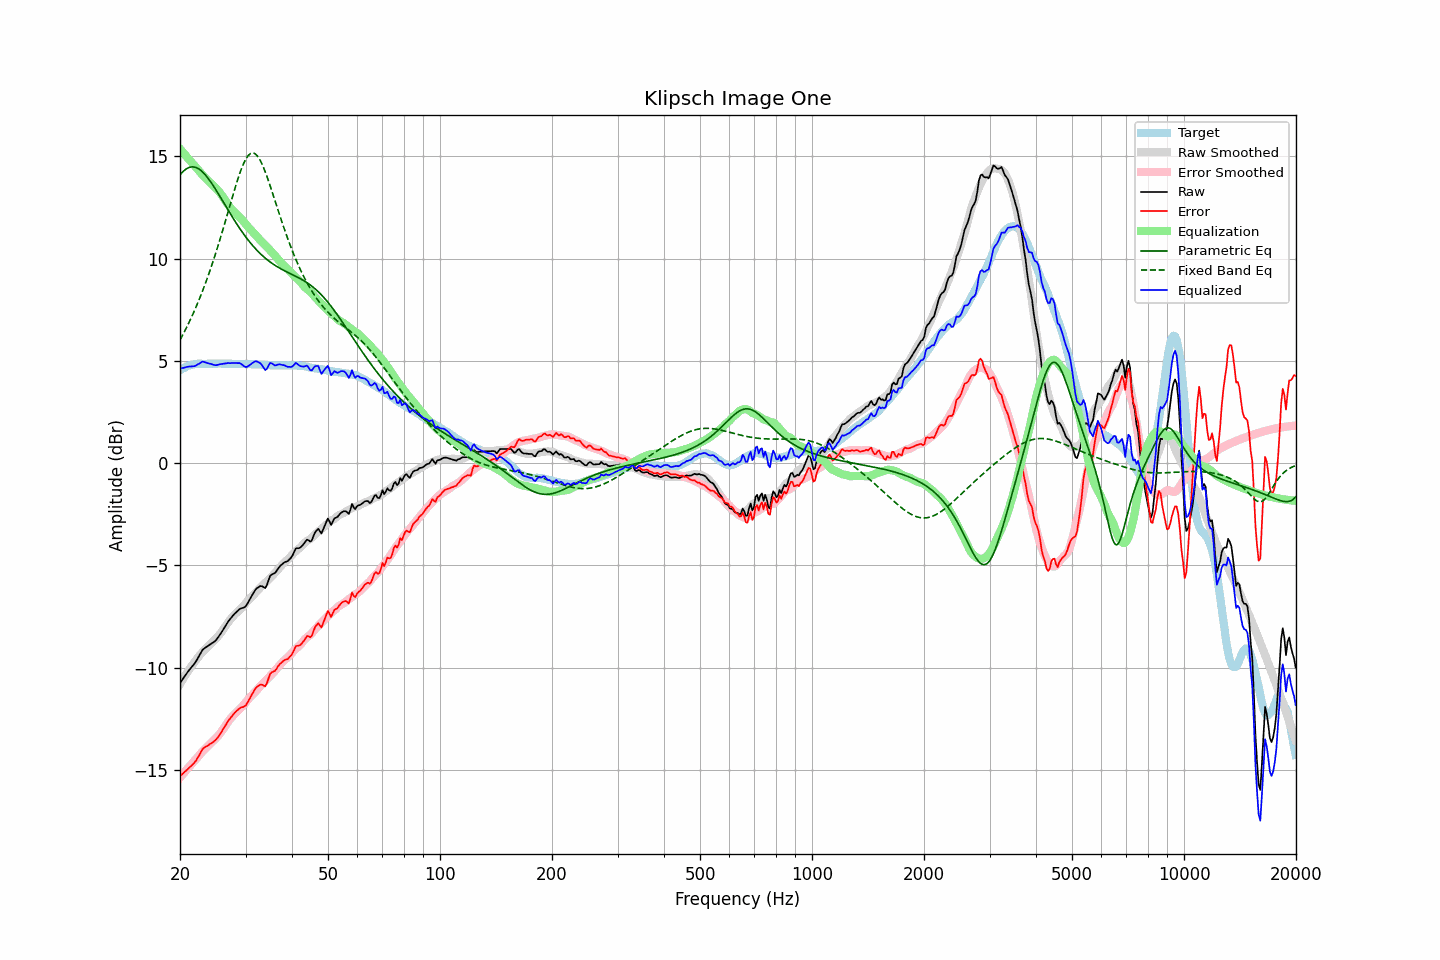 Klipsch Image One
Target
Raw Smoothed
Error Smoothed
Raw
Error
Equalization
Parametric Eq
Fixed Band Eq
Equalized
Amplitude (dBr)
15
10
5
0
−5
−10
−15
20 50 100 200 500 1000 2000 5000 10000 20000
Frequency (Hz)